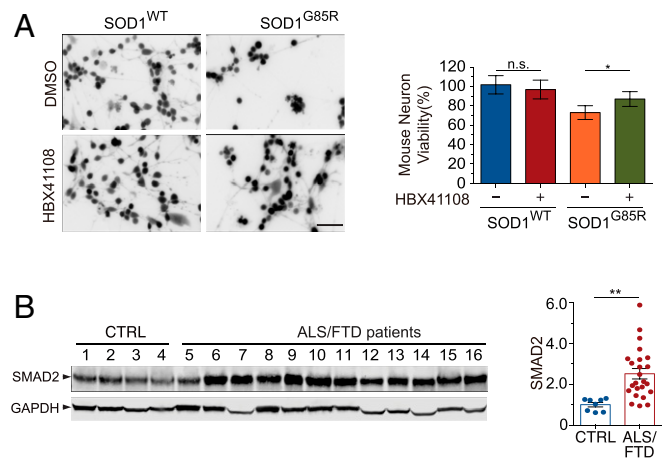 A
SOD1WT
SOD1G85R
DMSO
HBX41108
Mouse Neuron
Viability(%)
120
100
80
60
40
20
0
n.s.
*
HBX41108
− + − +
SOD1WT SOD1G85R
B
CTRL ALS/FTD patients
1 2 3 4 5 6 7 8 9 10 11 12 13 14 15 16
SMAD2
GAPDH
SMAD2
6.0
4.0
2.0
0
**
CTRL ALS/
FTD